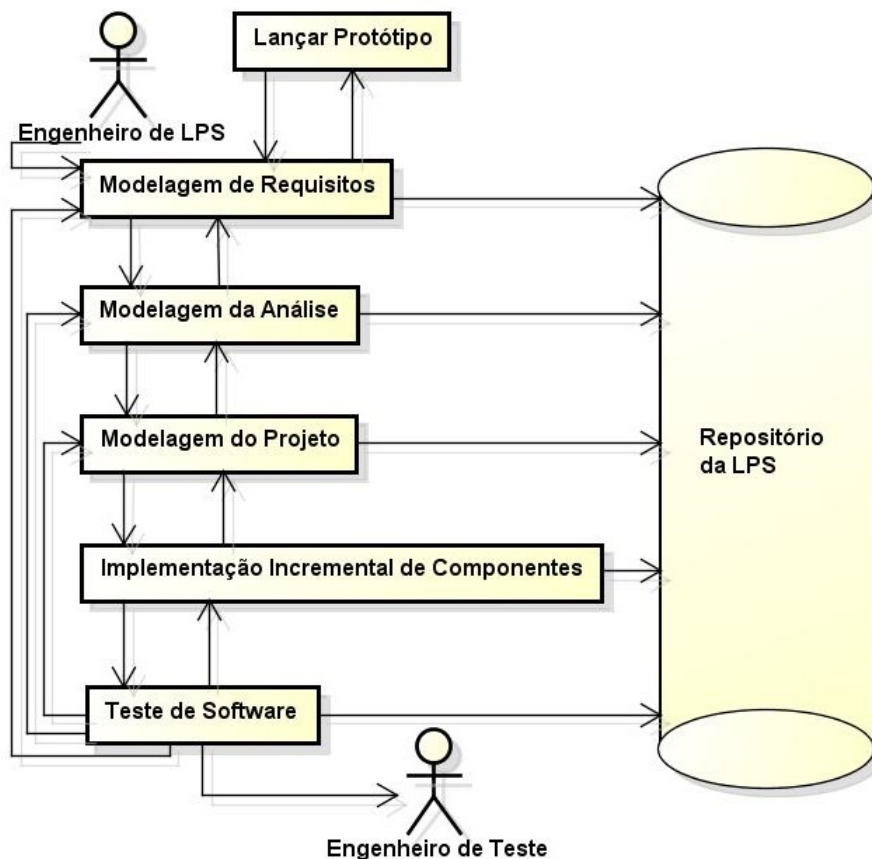 Lançar Protótipo
Engenheiro de LPS
Modelagem de Requisitos
Modelagem da Análise
Modelagem do Projeto
Repositório
da LPS
Implementação Incremental de Componentes
Teste de Software
Engenheiro de Teste